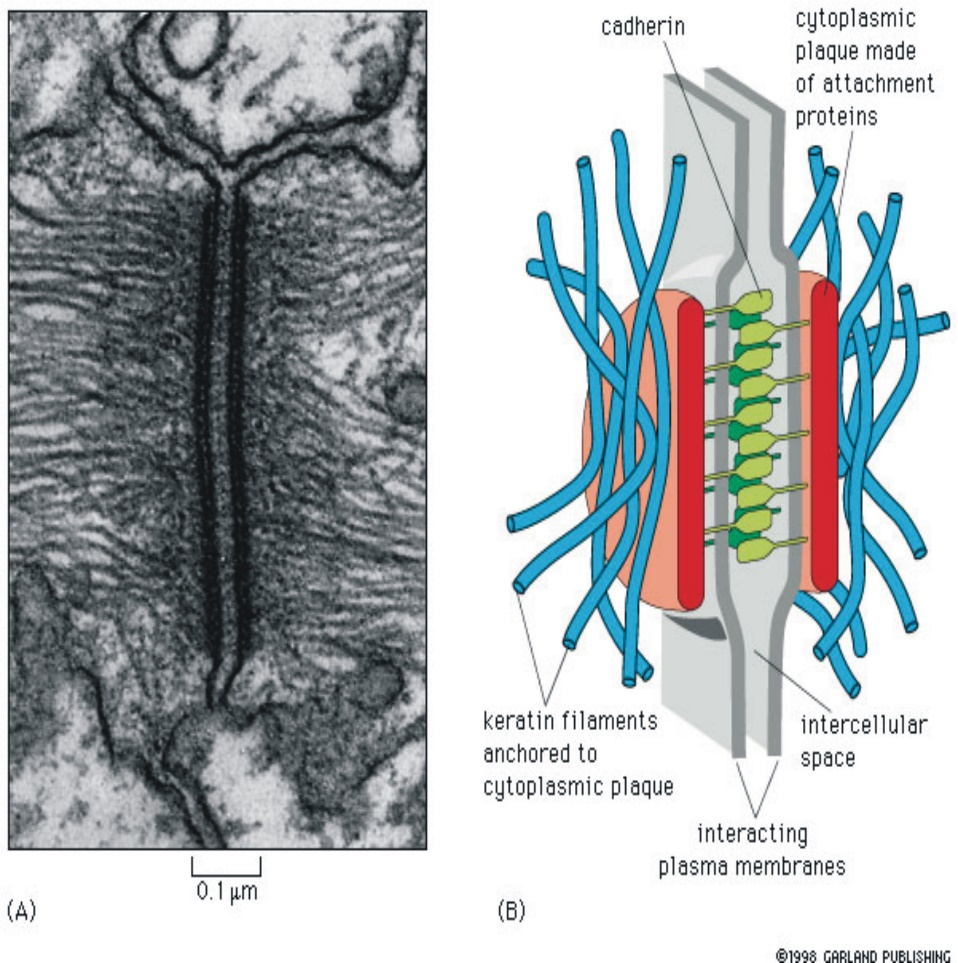 cadherin
cytoplasmic
plaque made
of attachment
proteins
keratin filaments
anchored to
cytoplasmic plaque
intercellular
space
interacting
plasma membranes
0.1 µm
(A)
(B)
©1998 GARLAND PUBLISHING